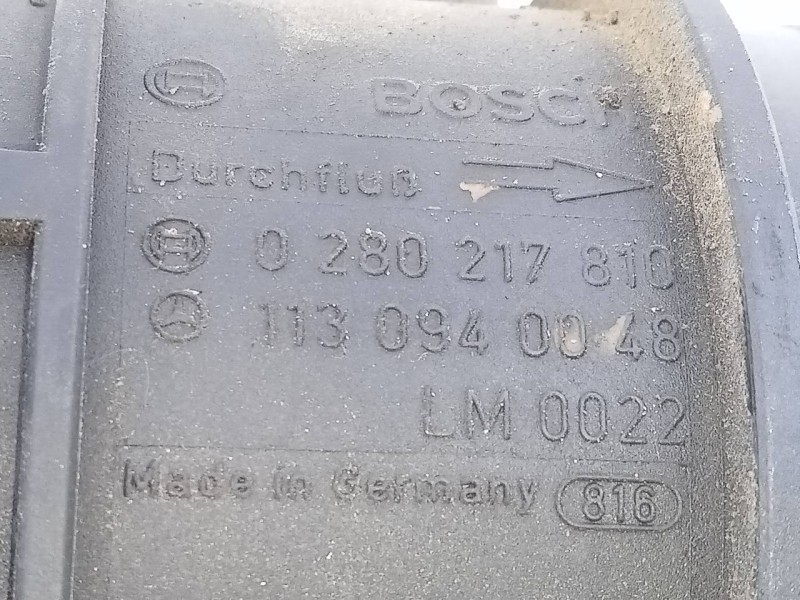 BOSCH
Durchfluß
0 280 217 810
113 094 00 48
LM 0022
Made in Germany 816